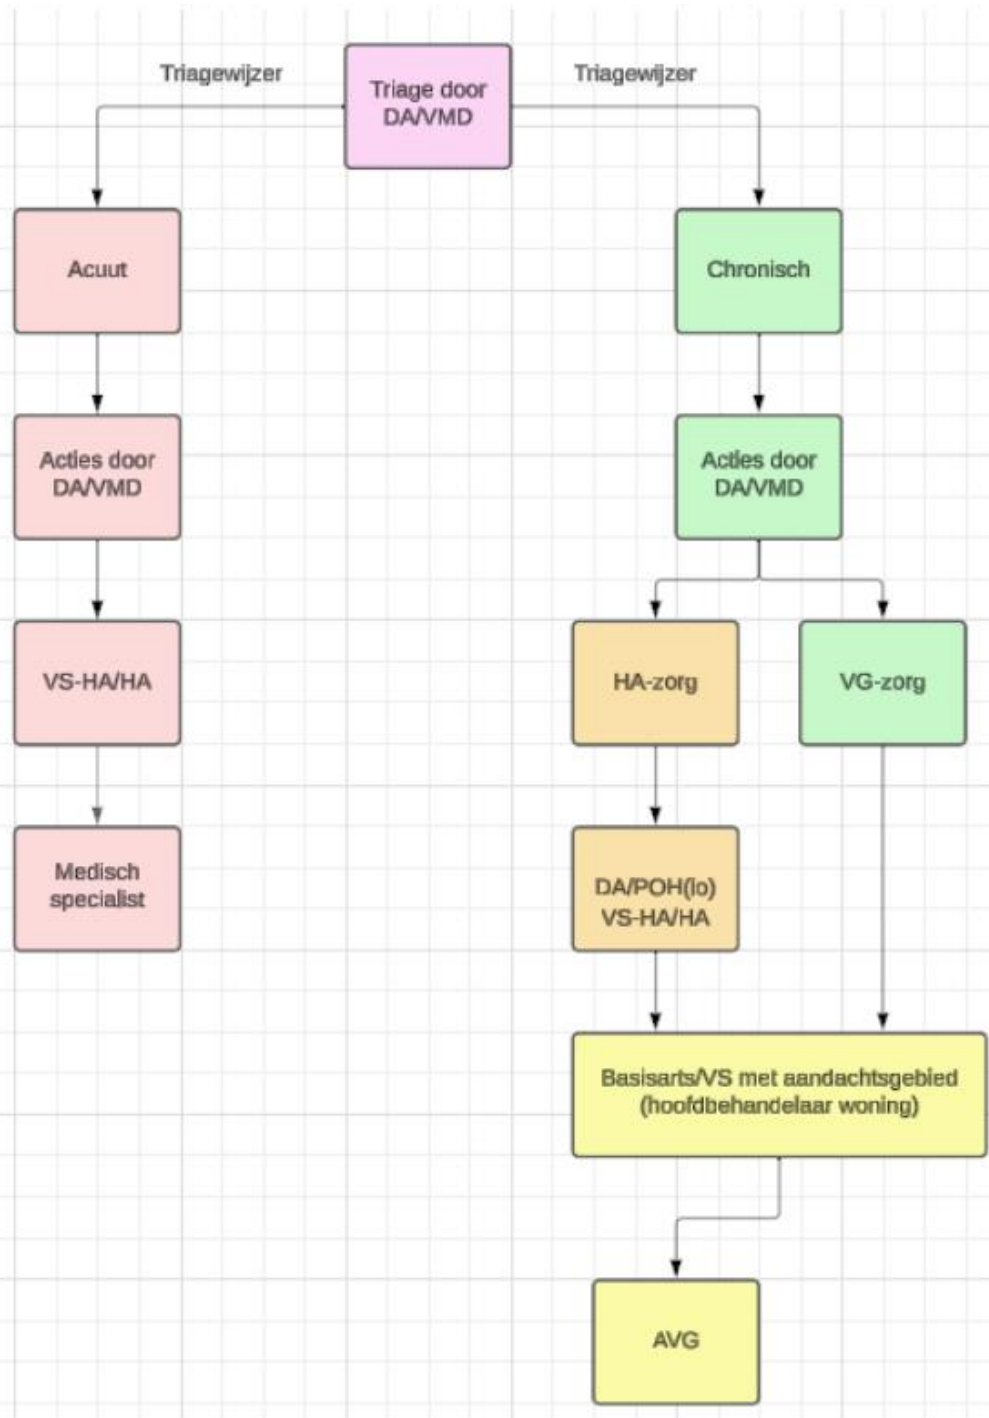 Triagewijzer
Triage door
DA/VMD
Triagewijzer
Acuut
Chronisch
Acties door
DA/VMD
Acties door
DA/VMD
VS-HA/HA
HA-zorg
VG-zorg
Medisch
specialist
DA/POH(lo)
VS-HA/HA
Basisarts/VS met aandachtsgebied
(hoofdbehandelaar woning)
AVG